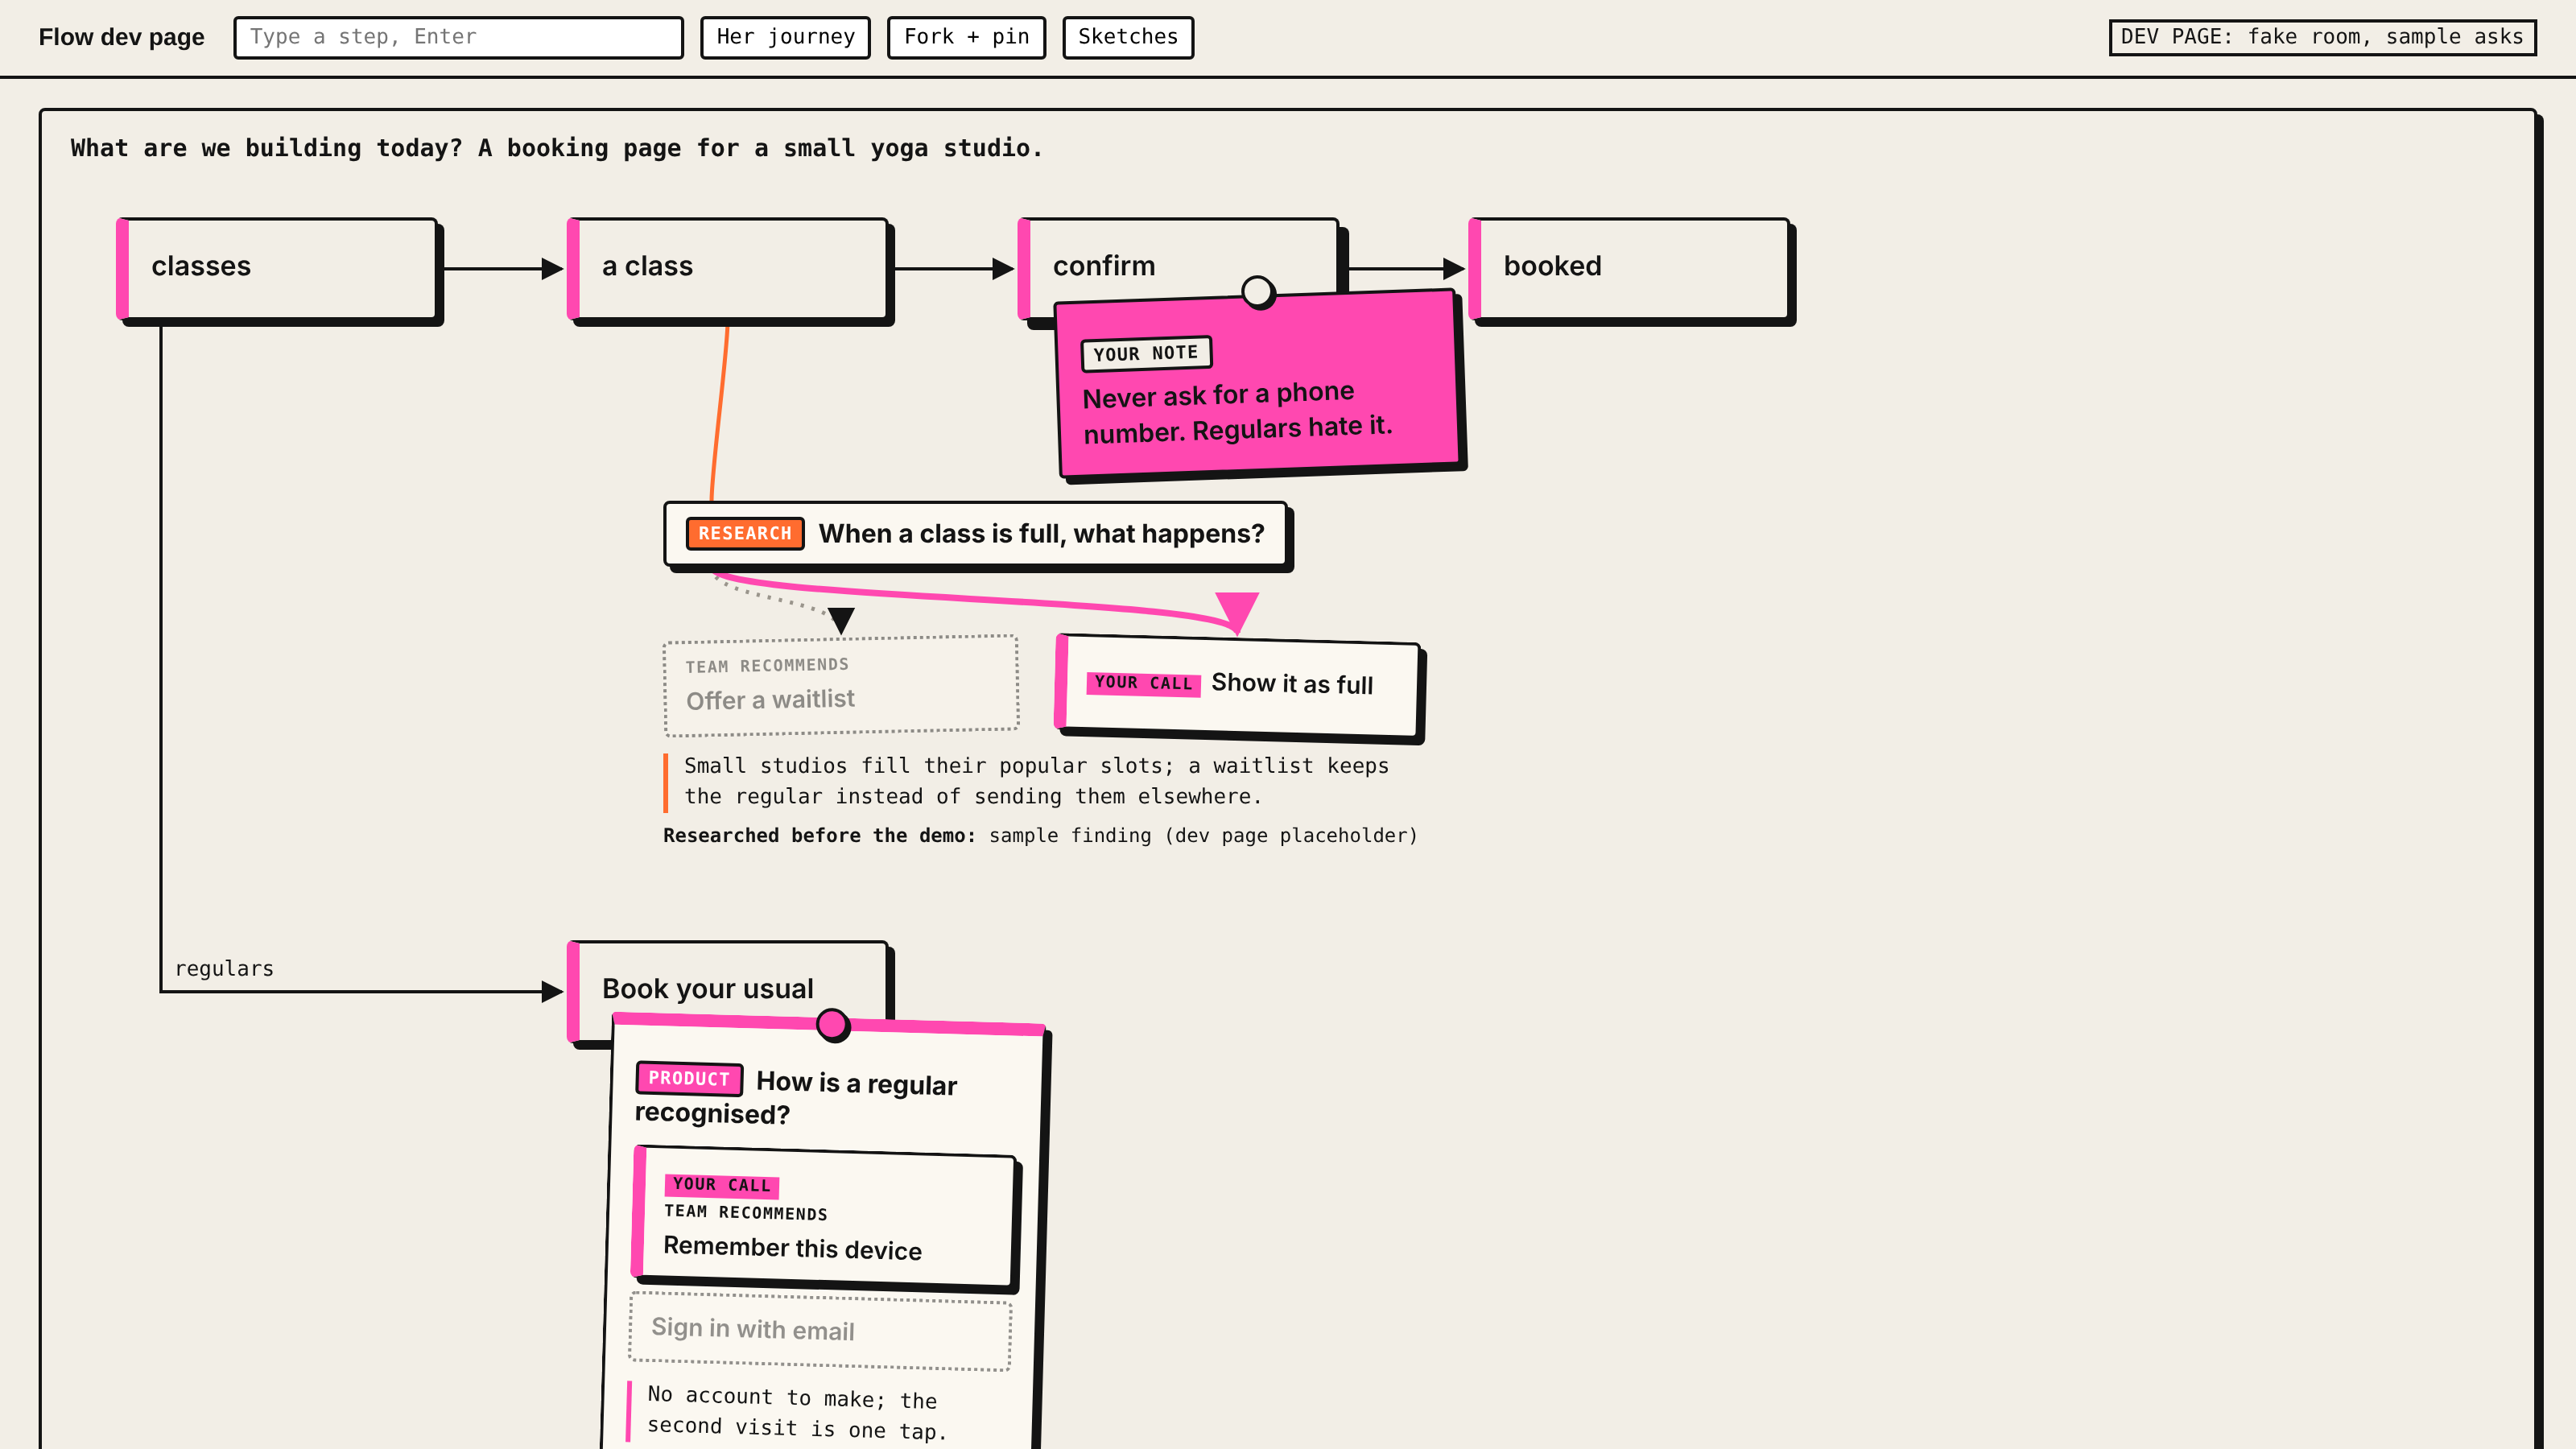 Flow dev page
Type a step, Enter
Her journey
Fork + pin
Sketches
DEV PAGE: fake room, sample asks
What are we building today? A booking page for a small yoga studio.
classes
a class
confirm
booked
YOUR NOTE
Never ask for a phone
number. Regulars hate it.
RESEARCH When a class is full, what happens?
TEAM RECOMMENDS
Offer a waitlist
YOUR CALL Show it as full
Small studios fill their popular slots; a waitlist keeps
the regular instead of sending them elsewhere.
Researched before the demo: sample finding (dev page placeholder)
regulars
Book your usual
PRODUCT How is a regular
recognised?
YOUR CALL
TEAM RECOMMENDS
Remember this device
Sign in with email
No account to make; the
second visit is one tap.